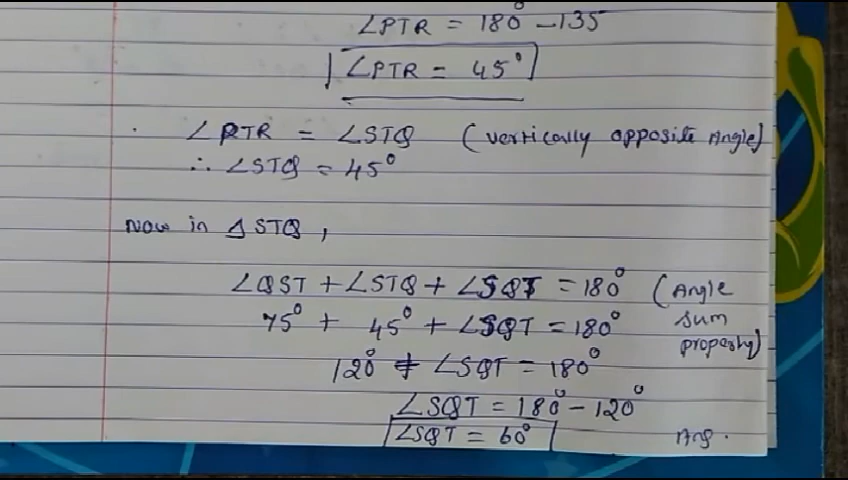 ∠PTR = 180° - 135
∠PTR = 45°
∠PTR = ∠STQ (vertically opposite Angle)
∴ ∠STQ = 45°
Now in △STQ,
∠QST + ∠STQ + ∠SQT = 180° (Angle sum property)
75° + 45° + ∠SQT = 180°
120° + ∠SQT = 180°
∠SQT = 180° - 120°
∠SQT = 60° Ans.